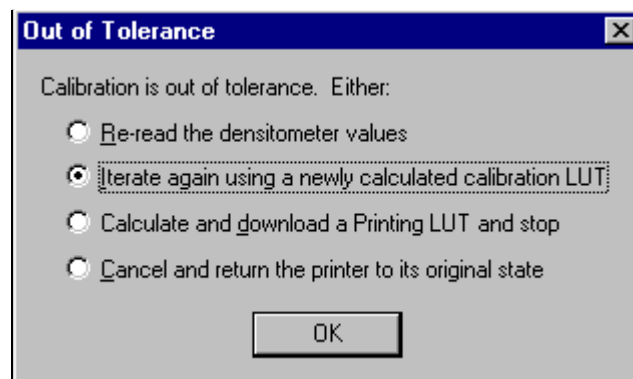 Out of Tolerance
Calibration is out of tolerance.  Either:
Re-read the densitometer values
Iterate again using a newly calculated calibration LUT
Calculate and download a Printing LUT and stop
Cancel and return the printer to its original state
OK